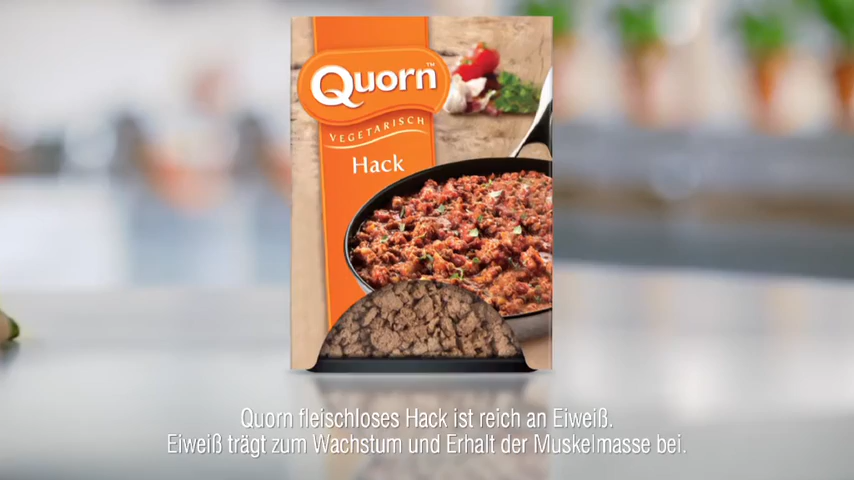 Quorn™
VEGETARISCH
Hack
Quorn fleischloses Hack ist reich an Eiweiß.
Eiweiß trägt zum Wachstum und Erhalt der Muskelmasse bei.